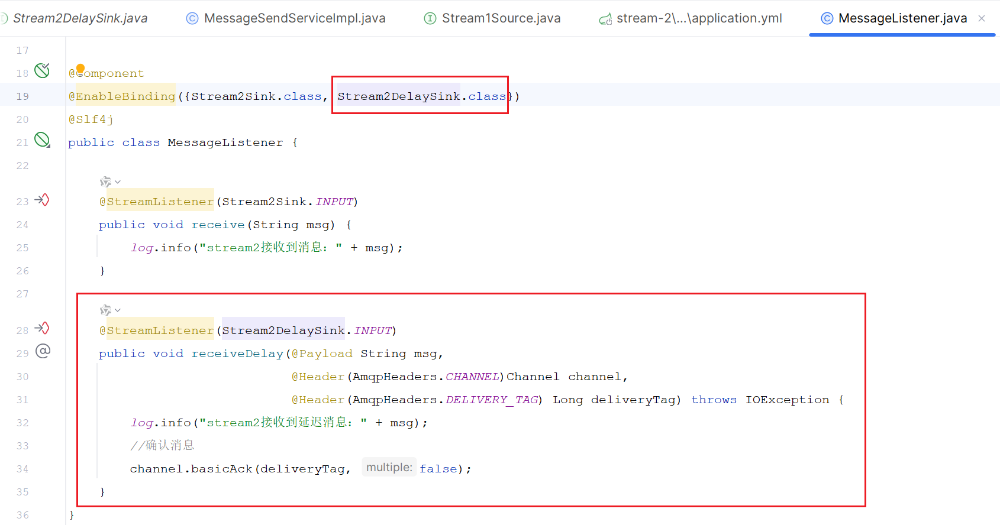 Stream2DelaySink.java MessageSendServiceImpl.java Stream1Source.java stream-2\...\application.yml MessageListener.java
17
18 @Component
19 @EnableBinding({Stream2Sink.class, Stream2DelaySink.class})
20 @Slf4j
21 public class MessageListener {
22
23 @StreamListener(Stream2Sink.INPUT)
24 public void receive(String msg) {
25 log.info("stream2接收到消息：" + msg);
26 }
27
28 @StreamListener(Stream2DelaySink.INPUT)
29 public void receiveDelay(@Payload String msg,
30 @Header(AmqpHeaders.CHANNEL)Channel channel,
31 @Header(AmqpHeaders.DELIVERY_TAG) Long deliveryTag) throws IOException {
32 log.info("stream2接收到延迟消息：" + msg);
33 //确认消息
34 channel.basicAck(deliveryTag, multiple: false);
35 }
36 }